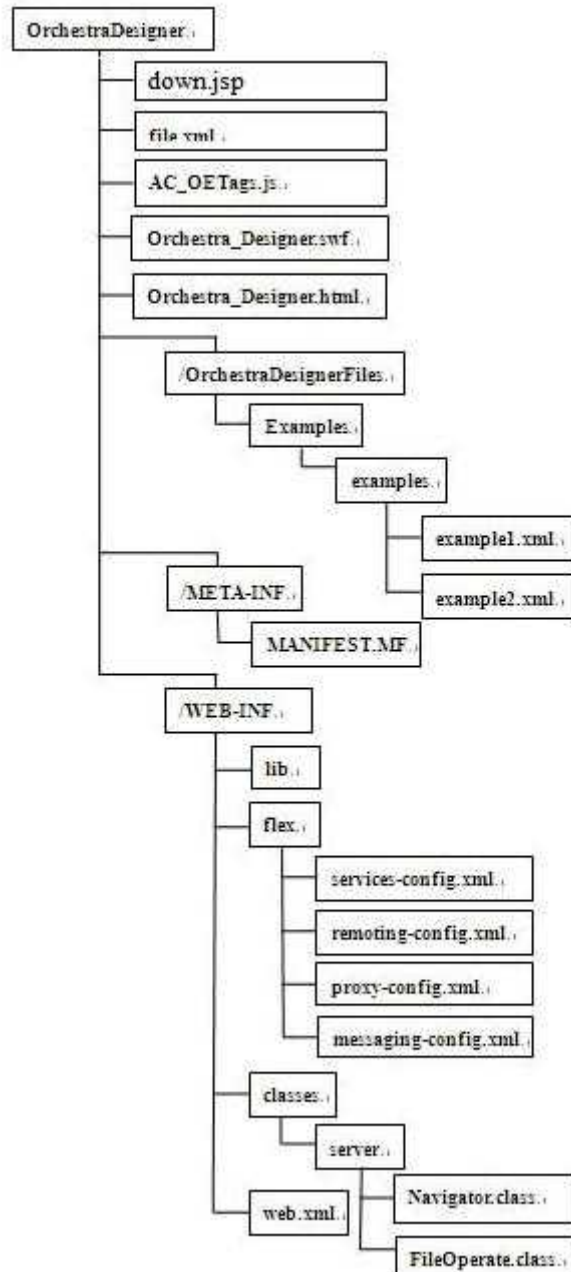 OrchestraDesigner
down.jsp
file.xml
AC_OETags.js
Orchestra_Designer.swf
Orchestra_Designer.html
/OrchestraDesignerFiles
Examples
examples
example1.xml
example2.xml
/META-INF
MANIFEST.MF
/WEB-INF
lib
flex
services-config.xml
remoting-config.xml
proxy-config.xml
messaging-config.xml
classes
server
Navigator.class
web.xml
FileOperate.class